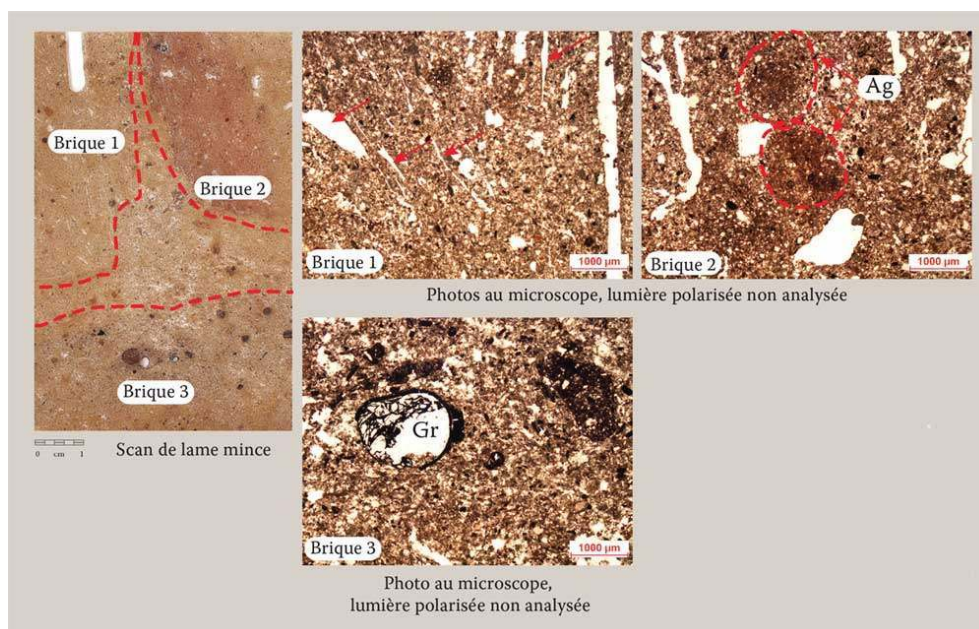 Brique 1
Brique 2
Brique 3
0 cm 1
Scan de lame mince
Brique 1
1000 µm
Ag
Brique 2
1000 µm
Photos au microscope, lumière polarisée non analysée
Gr
Brique 3
1000 µm
Photo au microscope,
lumière polarisée non analysée